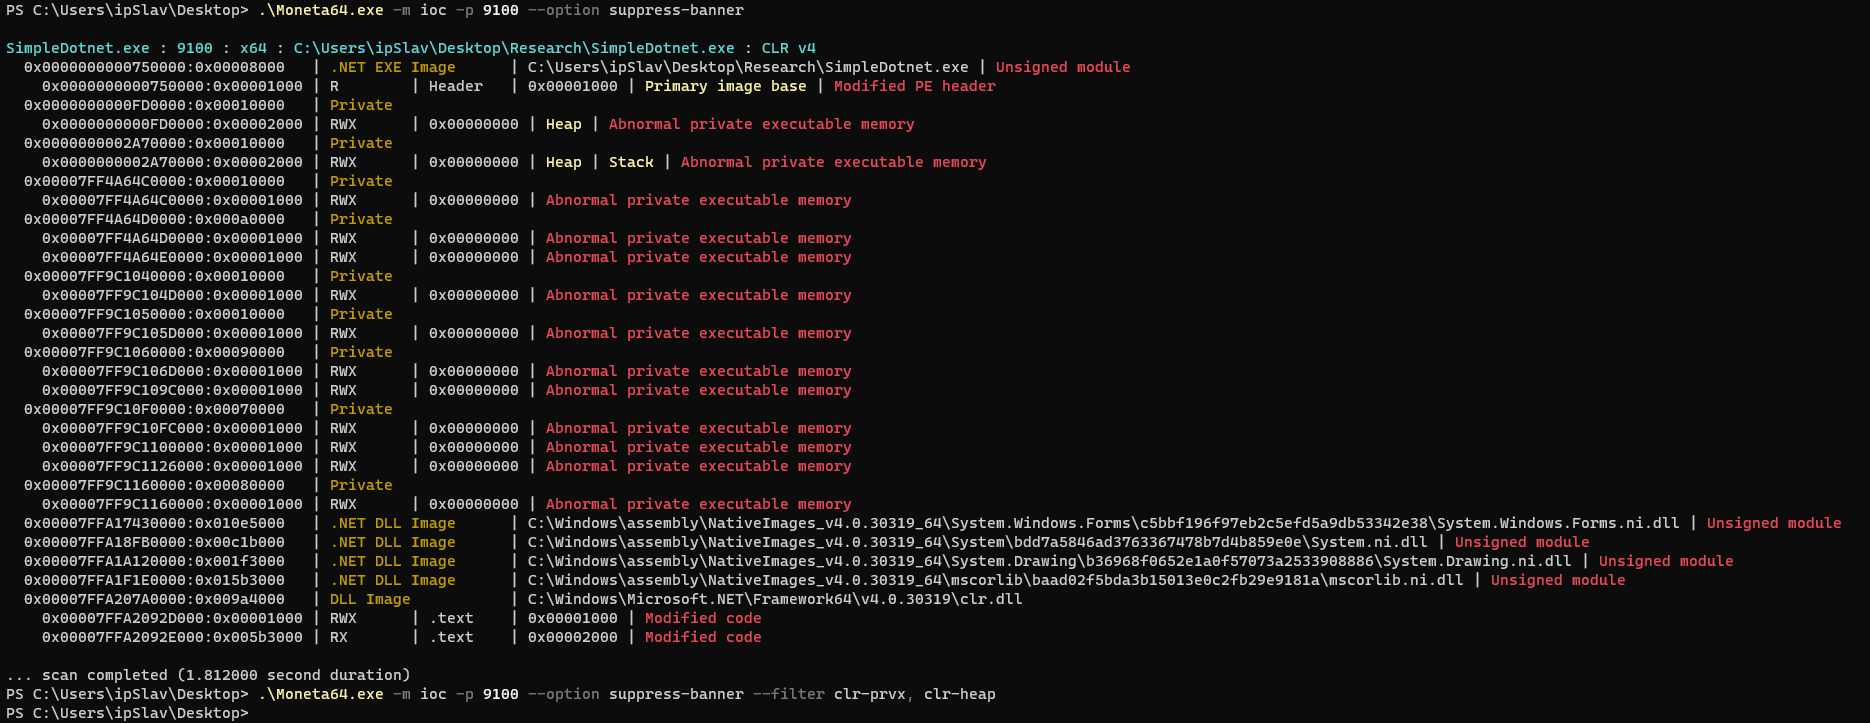 PS C:\Users\ipSlav\Desktop> .\Moneta64.exe -m ioc -p 9100 --option suppress-banner

SimpleDotnet.exe : 9100 : x64 : C:\Users\ipSlav\Desktop\Research\SimpleDotnet.exe : CLR v4
  0x0000000000750000:0x00008000   | .NET EXE Image      | C:\Users\ipSlav\Desktop\Research\SimpleDotnet.exe | Unsigned module
    0x0000000000750000:0x00001000 | R        | Header   | 0x00001000 | Primary image base | Modified PE header
  0x0000000000FD0000:0x00010000   | Private
    0x0000000000FD0000:0x00002000 | RWX      | 0x00000000 | Heap | Abnormal private executable memory
  0x0000000002A70000:0x00010000   | Private
    0x0000000002A70000:0x00002000 | RWX      | 0x00000000 | Heap | Stack | Abnormal private executable memory
  0x00007FF4A64C0000:0x00010000   | Private
    0x00007FF4A64C0000:0x00001000 | RWX      | 0x00000000 | Abnormal private executable memory
  0x00007FF4A64D0000:0x000a0000   | Private
    0x00007FF4A64D0000:0x00001000 | RWX      | 0x00000000 | Abnormal private executable memory
    0x00007FF4A64E0000:0x00001000 | RWX      | 0x00000000 | Abnormal private executable memory
  0x00007FF9C1040000:0x00010000   | Private
    0x00007FF9C104D000:0x00001000 | RWX      | 0x00000000 | Abnormal private executable memory
  0x00007FF9C1050000:0x00010000   | Private
    0x00007FF9C105D000:0x00001000 | RWX      | 0x00000000 | Abnormal private executable memory
  0x00007FF9C1060000:0x00090000   | Private
    0x00007FF9C106D000:0x00001000 | RWX      | 0x00000000 | Abnormal private executable memory
    0x00007FF9C109C000:0x00001000 | RWX      | 0x00000000 | Abnormal private executable memory
  0x00007FF9C10F0000:0x00070000   | Private
    0x00007FF9C10FC000:0x00001000 | RWX      | 0x00000000 | Abnormal private executable memory
    0x00007FF9C1100000:0x00001000 | RWX      | 0x00000000 | Abnormal private executable memory
    0x00007FF9C1126000:0x00001000 | RWX      | 0x00000000 | Abnormal private executable memory
  0x00007FF9C1160000:0x00080000   | Private
    0x00007FF9C1160000:0x00001000 | RWX      | 0x00000000 | Abnormal private executable memory
  0x00007FFA17430000:0x010e5000   | .NET DLL Image      | C:\Windows\assembly\NativeImages_v4.0.30319_64\System.Windows.Forms\c5bbf196f97eb2c5efd5a9db53342e38\System.Windows.Forms.ni.dll | Unsigned module
  0x00007FFA18FB0000:0x00c1b000   | .NET DLL Image      | C:\Windows\assembly\NativeImages_v4.0.30319_64\System\bdd7a5846ad3763367478b7d4b859e0e\System.ni.dll | Unsigned module
  0x00007FFA1A120000:0x001f3000   | .NET DLL Image      | C:\Windows\assembly\NativeImages_v4.0.30319_64\System.Drawing\b36968f0652e1a0f57073a2533908886\System.Drawing.ni.dll | Unsigned module
  0x00007FFA1F1E0000:0x015b3000   | .NET DLL Image      | C:\Windows\assembly\NativeImages_v4.0.30319_64\mscorlib\baad02f5bda3b15013e0c2fb29e9181a\mscorlib.ni.dll | Unsigned module
  0x00007FFA207A0000:0x009a4000   | DLL Image           | C:\Windows\Microsoft.NET\Framework64\v4.0.30319\clr.dll
    0x00007FFA2092D000:0x00001000 | RWX      | .text    | 0x00001000 | Modified code
    0x00007FFA2092E000:0x005b3000 | RX       | .text    | 0x00002000 | Modified code

... scan completed (1.812000 second duration)
PS C:\Users\ipSlav\Desktop> .\Moneta64.exe -m ioc -p 9100 --option suppress-banner --filter clr-prvx, clr-heap
PS C:\Users\ipSlav\Desktop>